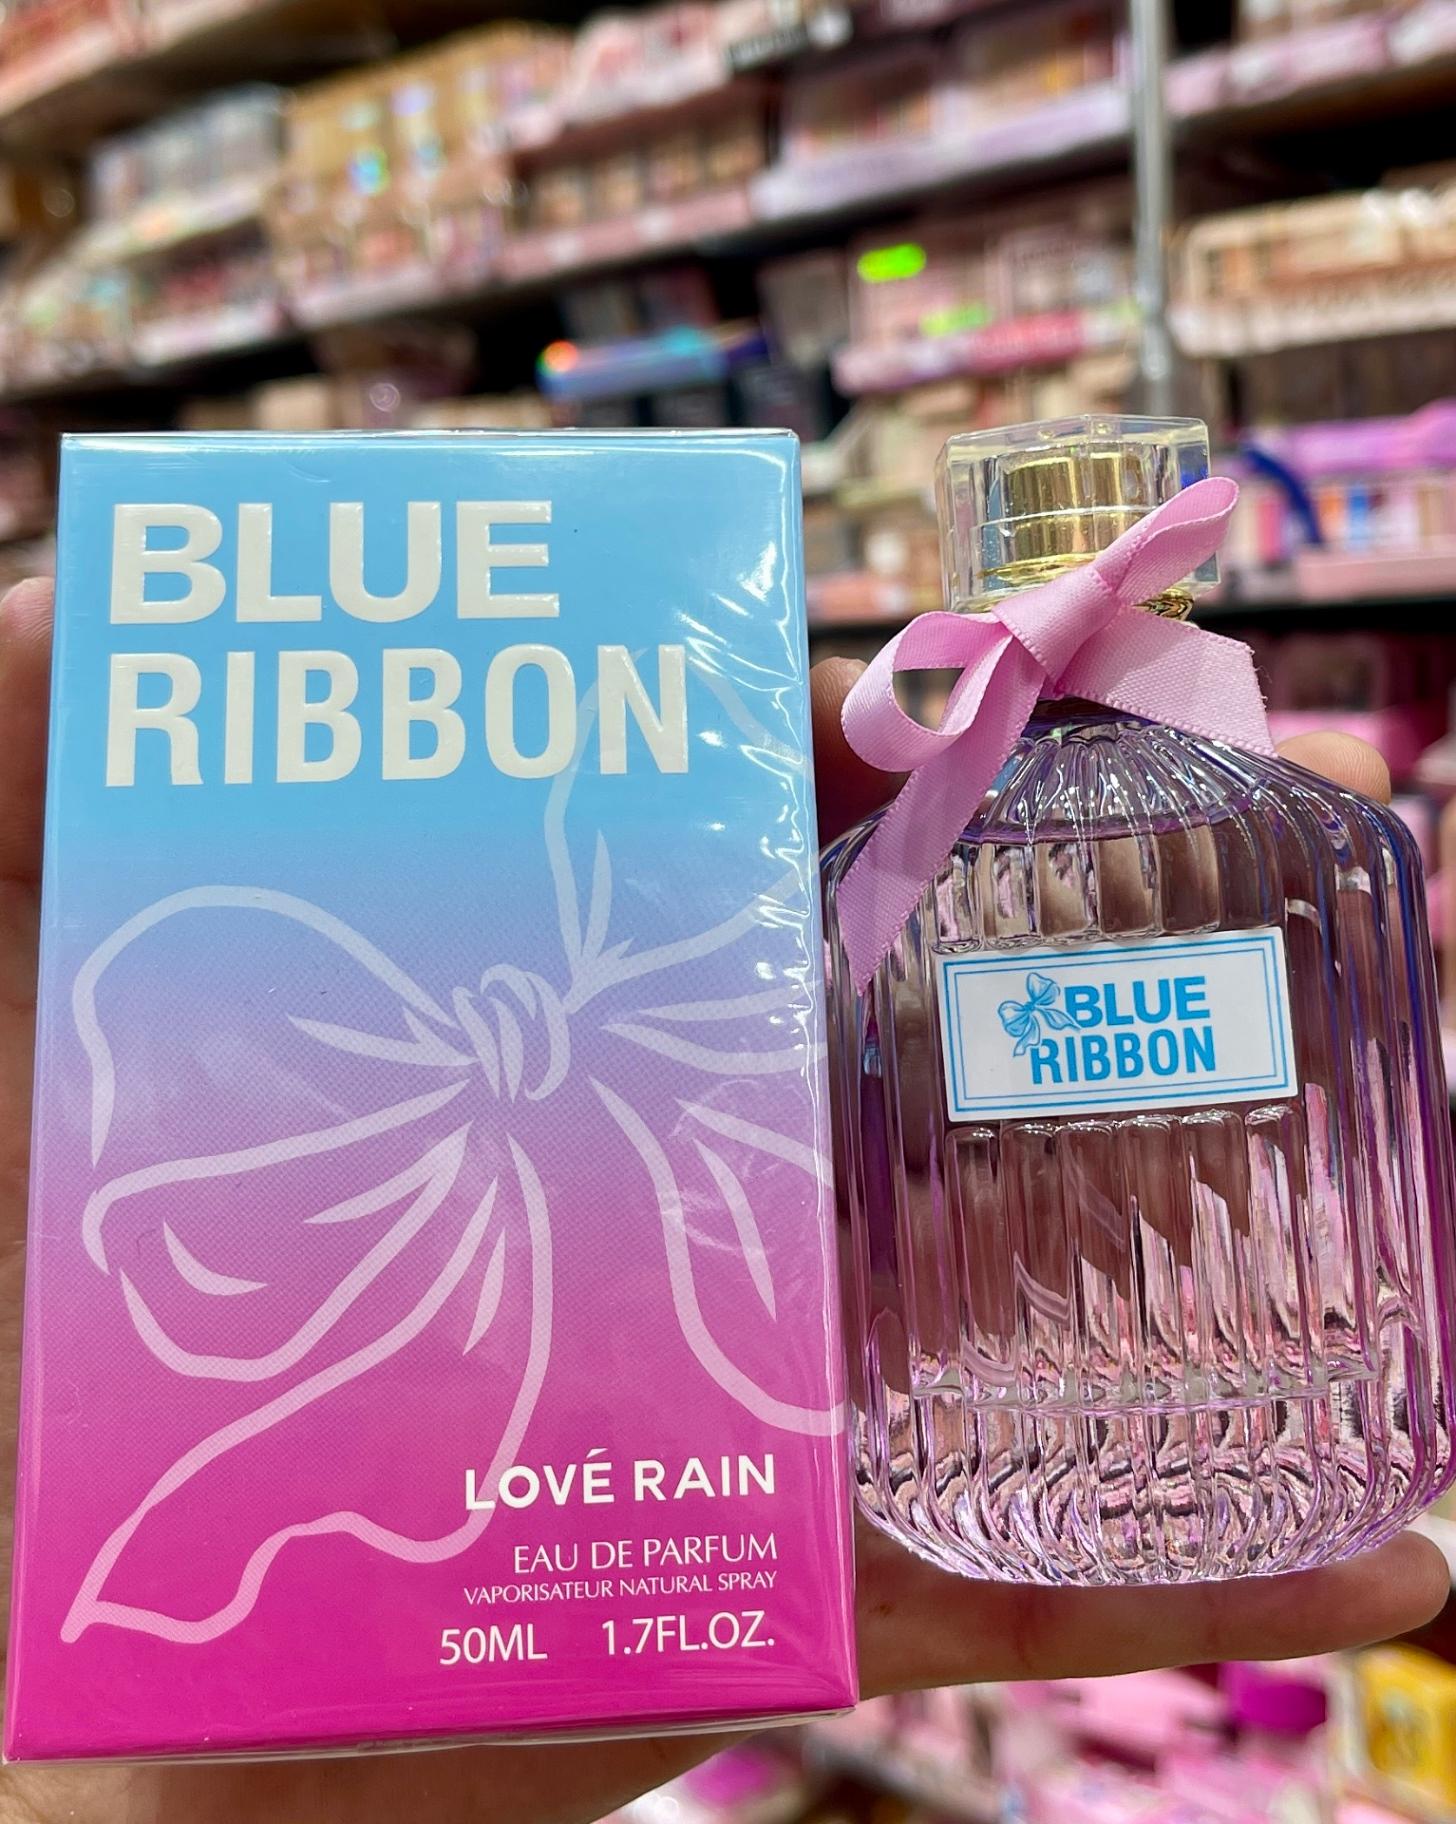 BLUE
RIBBON
LOVÉ RAIN
EAU DE PARFUM
VAPORISATEUR NATURAL SPRAY
50ML 1.7FL.OZ.
BLUE
RIBBON